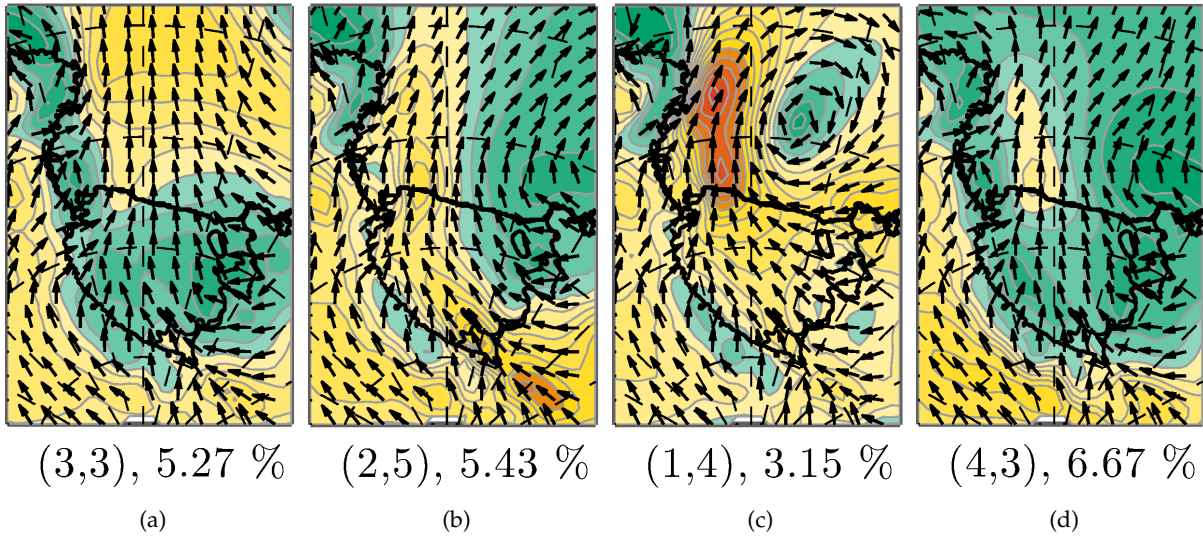 (3,3), 5.27 % (2,5), 5.43 % (1,4), 3.15 % (4,3), 6.67 %
(a) (b) (c) (d)